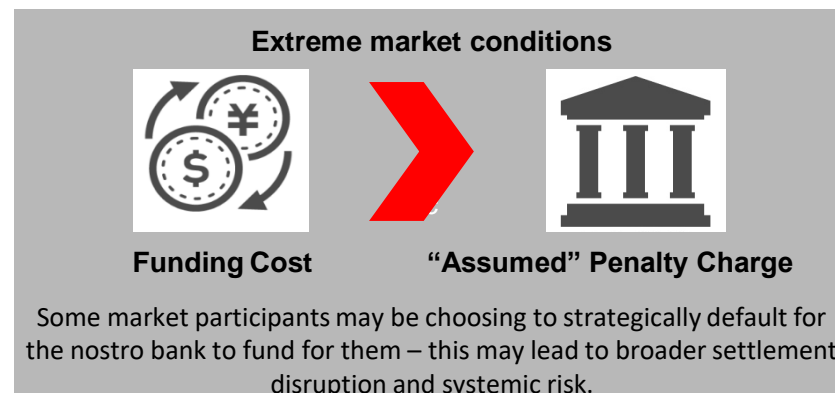 Extreme market conditions
¥
$
Funding Cost
“Assumed” Penalty Charge
Some market participants may be choosing to strategically default for
the nostro bank to fund for them – this may lead to broader settlement
disruption and systemic risk.